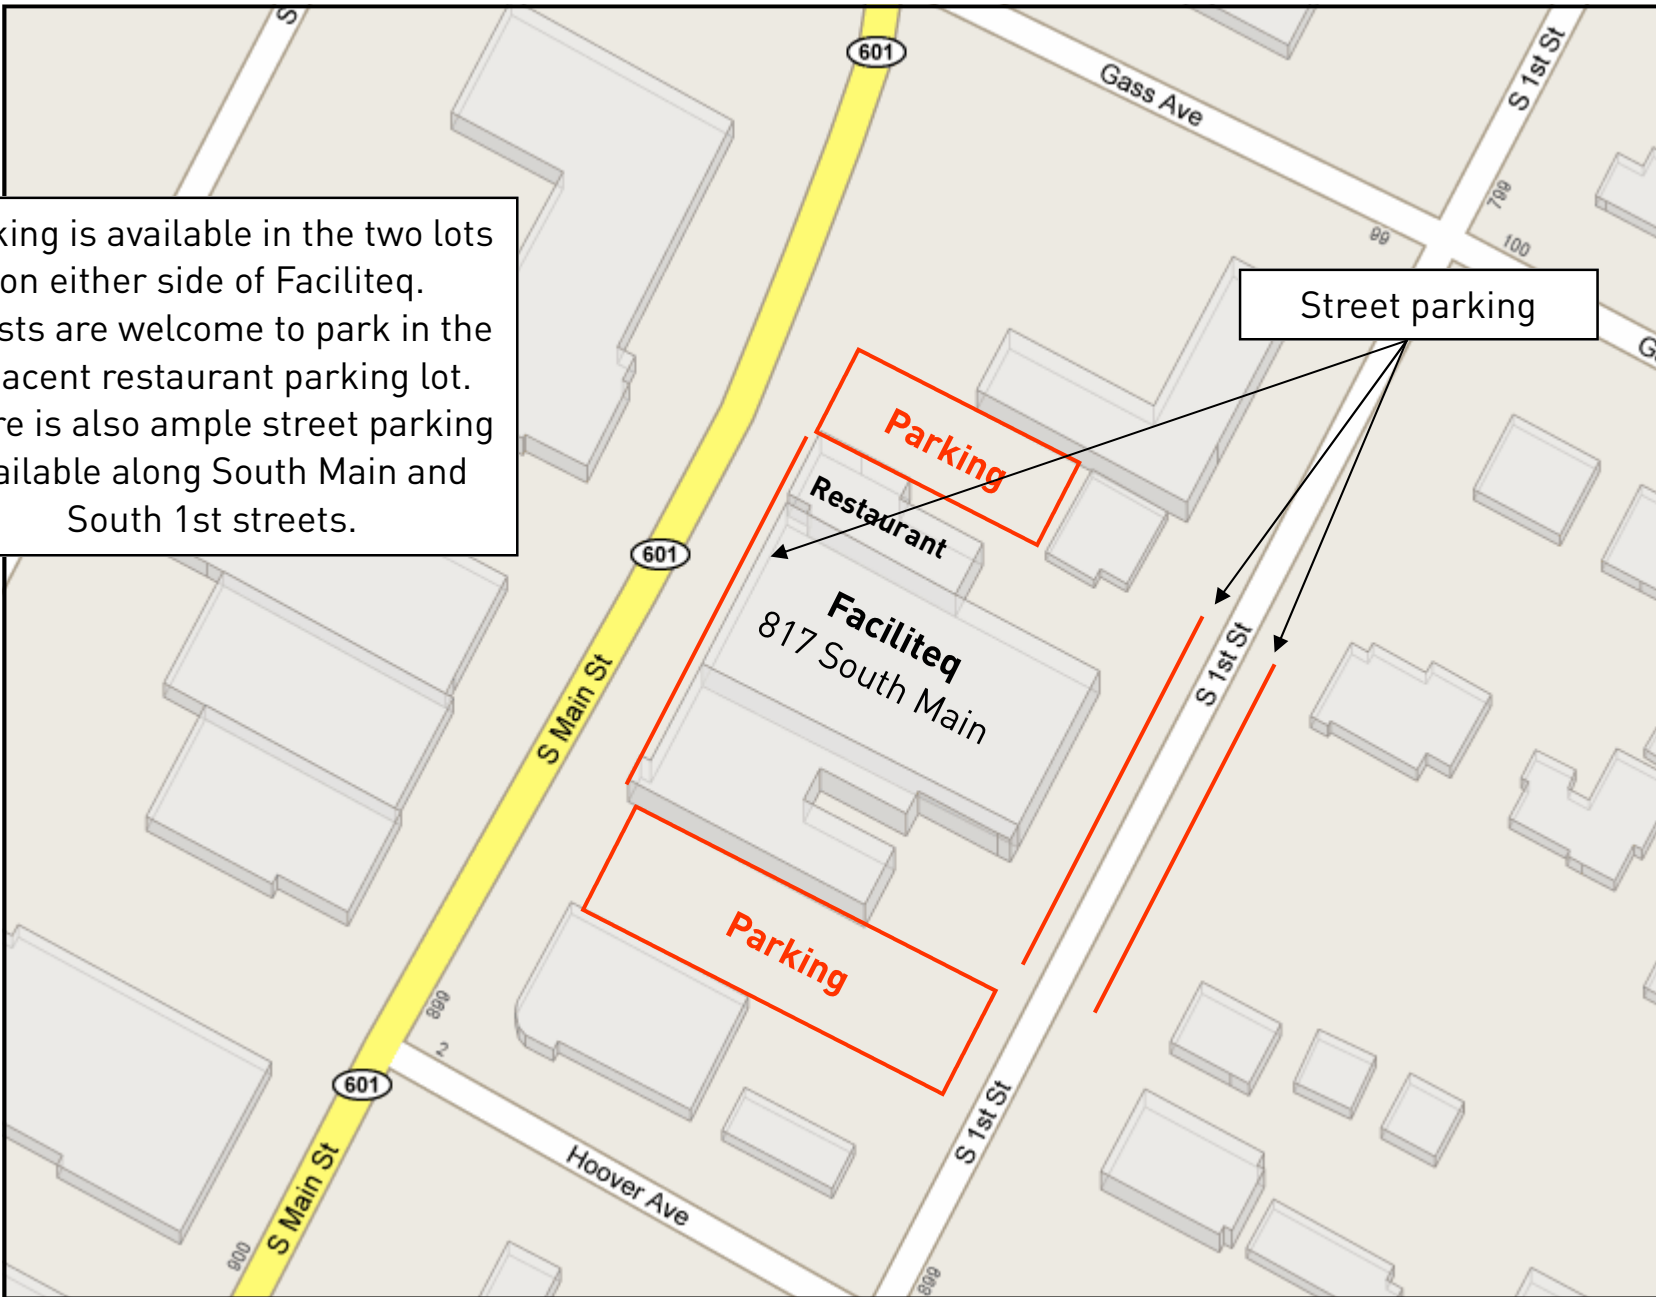 S
601
Gass Ave
S 1st St
799
99
100
king is available in the two lots
on either side of Faciliteq.
sts are welcome to park in the
acent restaurant parking lot.
re is also ample street parking
ailable along South Main and
South 1st streets.
Street parking
G
Parking
Restaurant
601
Faciliteq
817 South Main
S 1st St
S Main St
Parking
899
2
601
S 1st St
Hoover Ave
S Main St
900
899